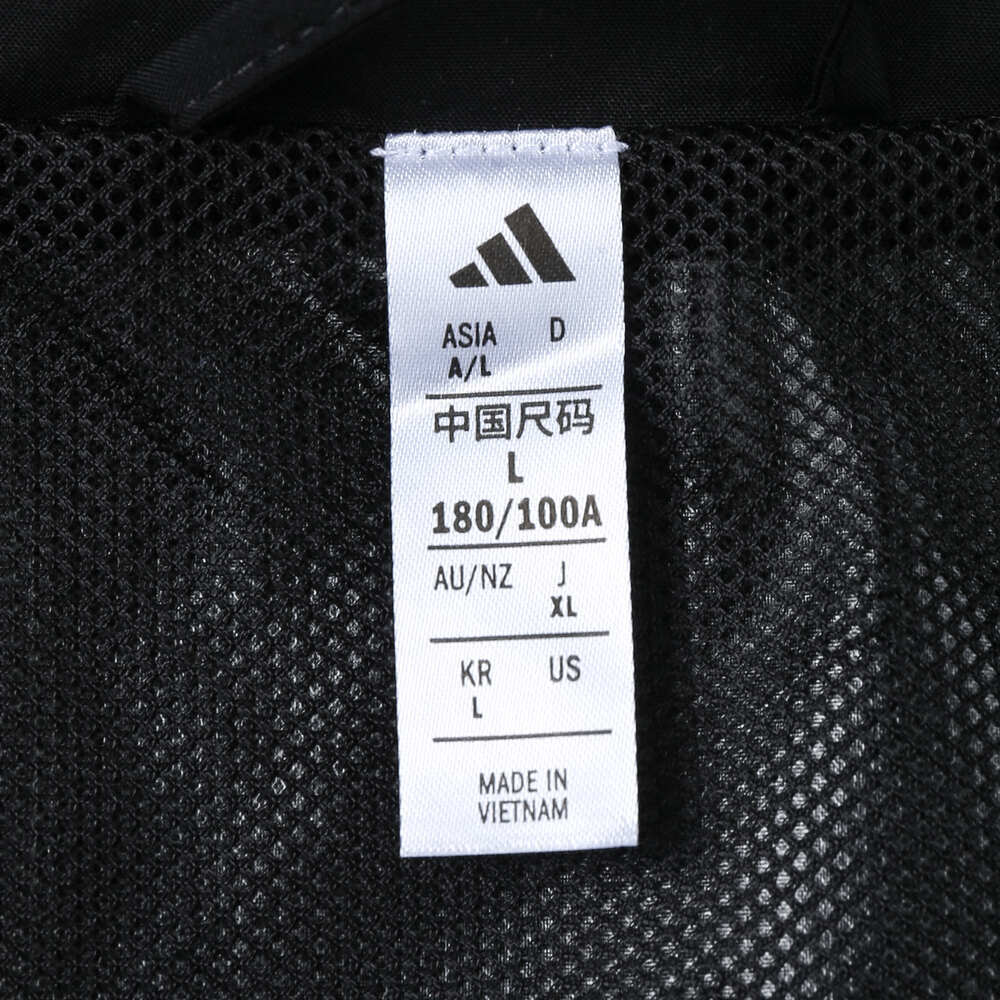 ASIA D
A/L
中国尺码
L
180/100A
AU/NZ J
XL
KR US
L
MADE IN
VIETNAM